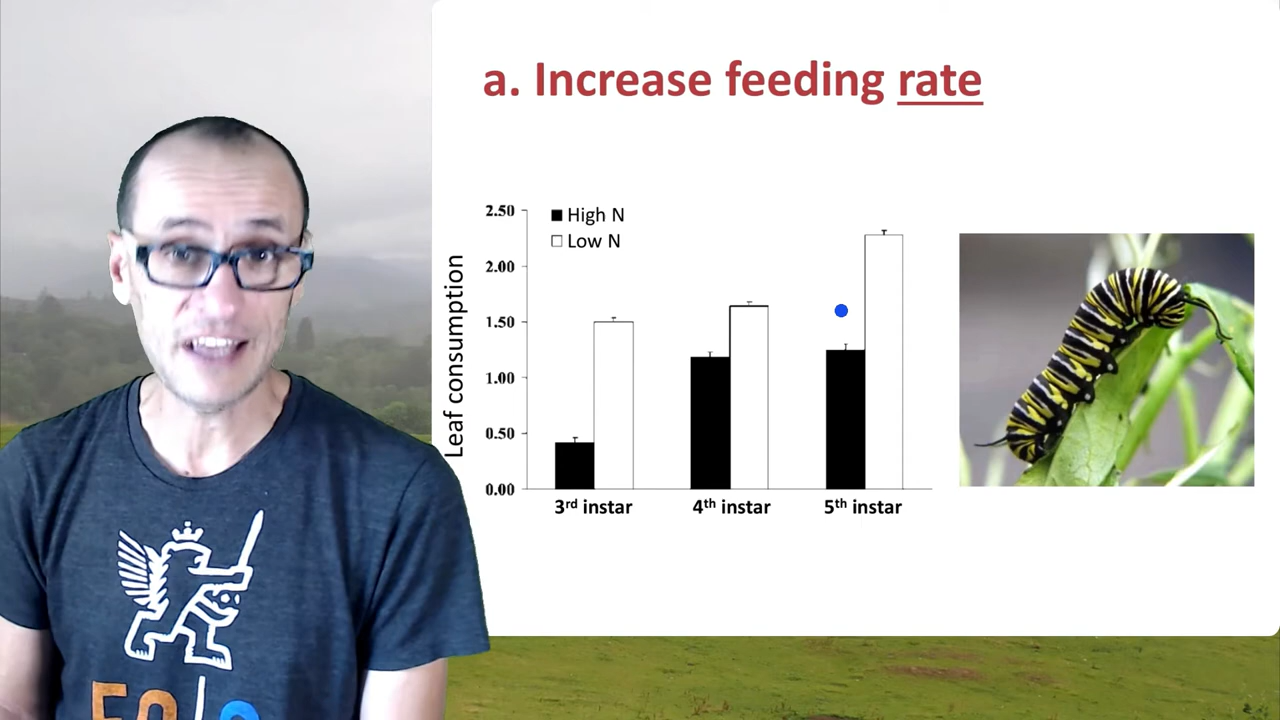 a. Increase feeding rate
2.50
High N
Low N
2.00
1.50
1.00
0.50
0.00
Leaf consumption
3rd instar
4th instar
5th instar